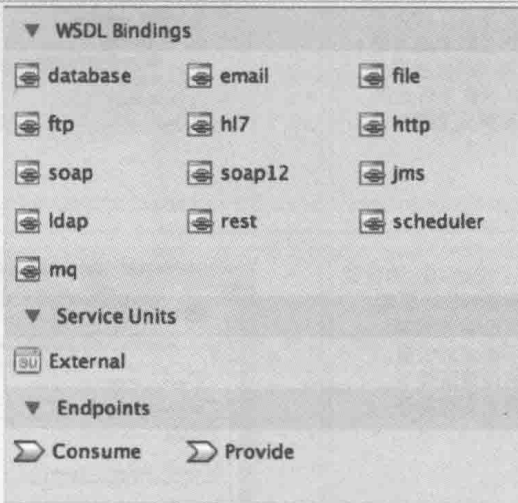 WSDL Bindings
database email file
ftp hl7 http
soap soap12 jms
ldap rest scheduler
mq
Service Units
SU External
Endpoints
Consume Provide